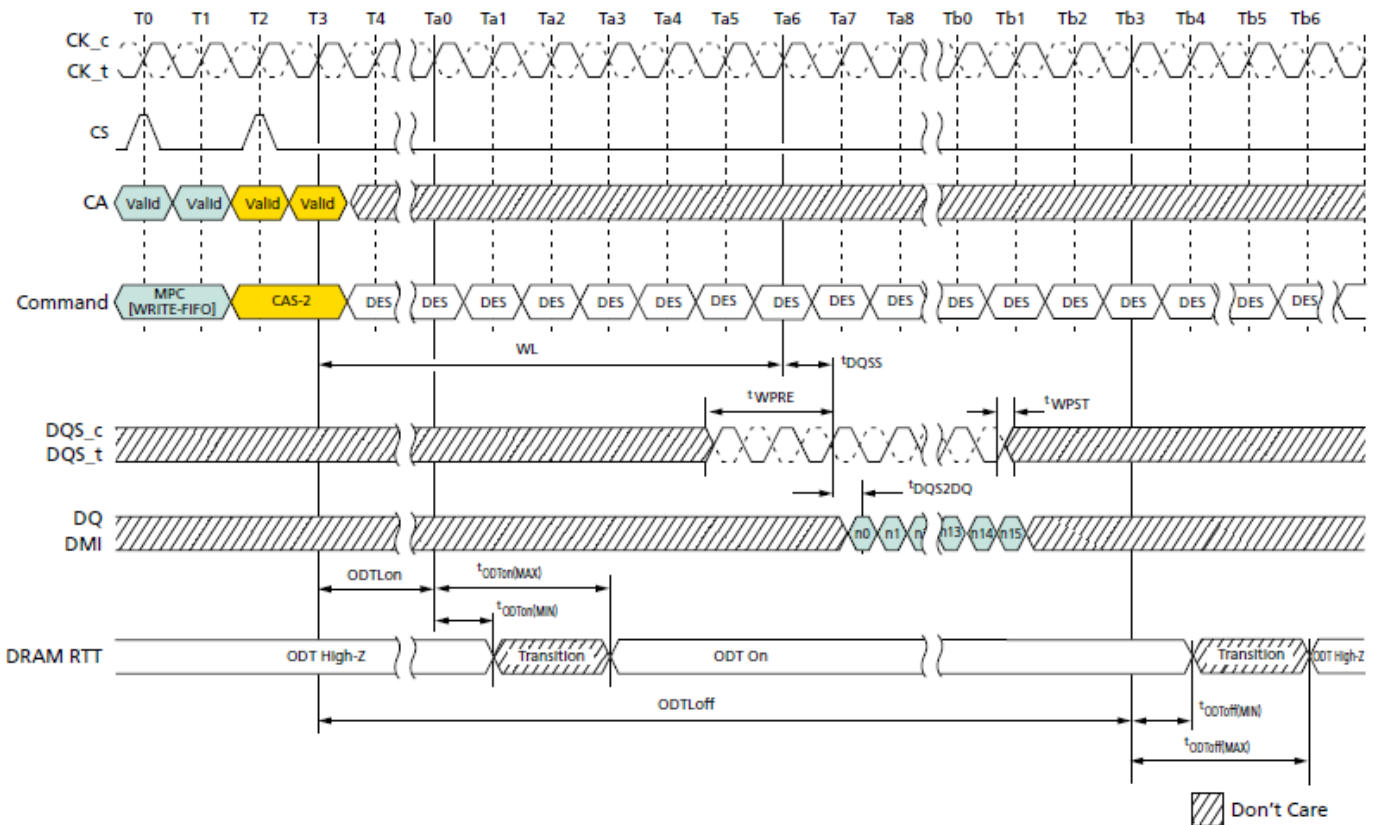 T0 T1 T2 T3 T4 Ta0 Ta1 Ta2 Ta3 Ta4 Ta5 Ta6 Ta7 Ta8 Tb0 Tb1 Tb2 Tb3 Tb4 Tb5 Tb6
CK_c
CK_t
CS
CA Valid Valid Valid Valid
Command MPC [WRITE-FIFO] CAS-2 DES DES DES DES DES DES DES DES DES DES DES DES DES DES DES DES DES
WL tDQSS
tWPRE tWPST
DQS_c
DQS_t
tDQS2DQ
DQ
DMI
n0 n1 n n13 n14 n15
ODTLon tODTon(MAX)
tODTon(MIN)
DRAM RTT ODT High-Z Transition ODT On Transition ODT High-Z
ODTLoff tODToff(MIN)
tODToff(MAX)
Don't Care